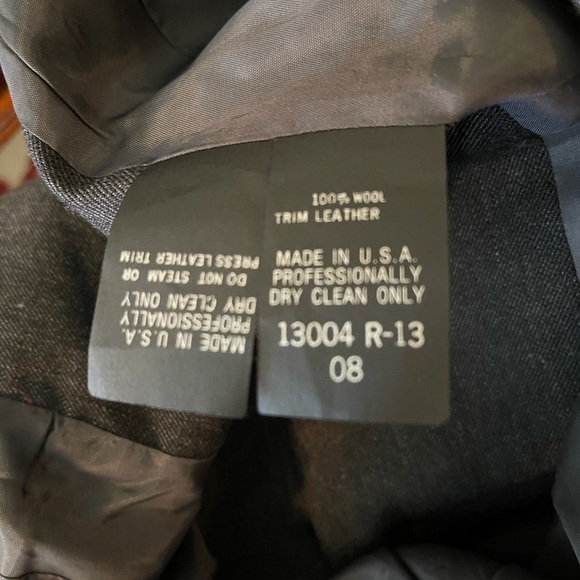 100% WOOL
TRIM LEATHER
MADE IN U.S.A.
PROFESSIONALLY
DRY CLEAN ONLY
13004 R-13
08
MADE IN U.S.A.
PROFESSIONALLY
DRY CLEAN ONLY
DO NOT STEAM OR
PRESS LEATHER TRIM